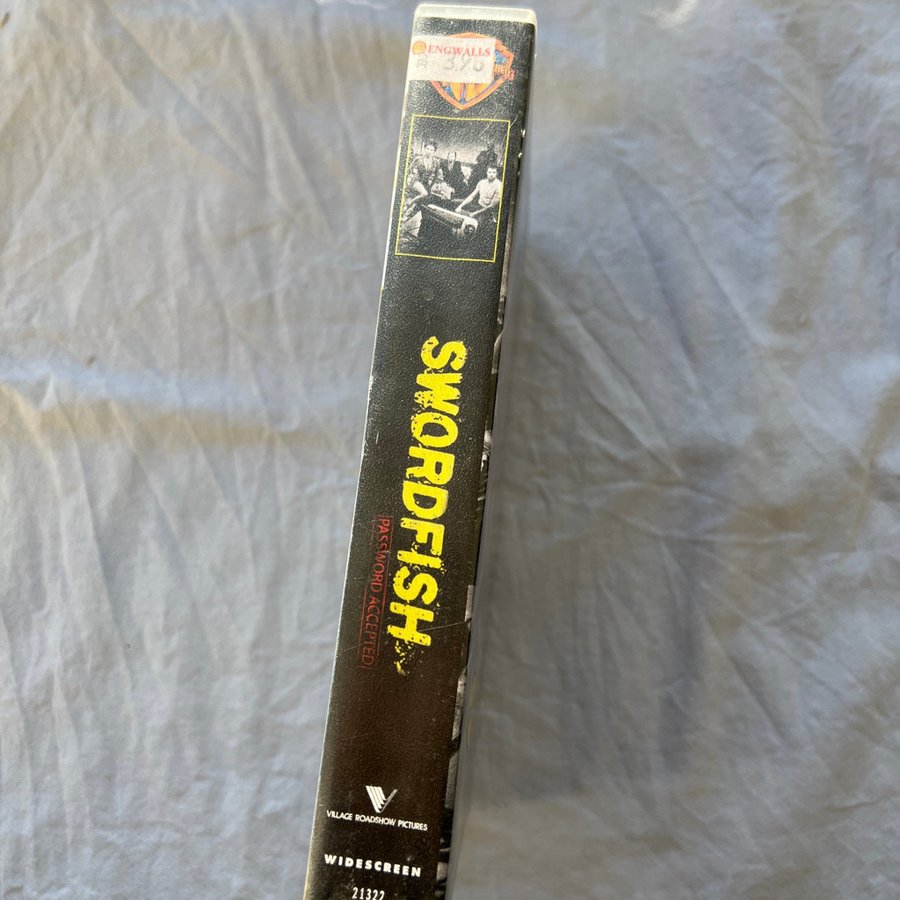 ENGWALLS
SWORDFISH
PASSWORD ACCEPTED
VILLAGE ROADSHOW PICTURES
WIDESCREEN
21322